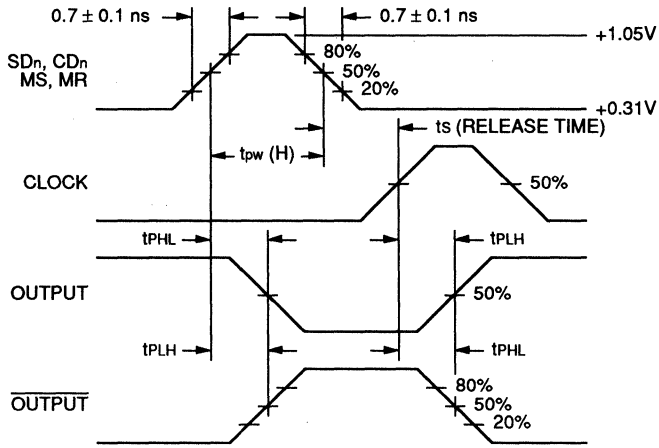 0.7 ± 0.1 ns
0.7 ± 0.1 ns
+1.05V
SDn, CDn
MS, MR
80%
50%
20%
+0.31V
tS (RELEASE TIME)
tpw (H)
CLOCK
50%
tPHL
tPLH
OUTPUT
50%
tPLH
tPHL
OUTPUT
80%
50%
20%